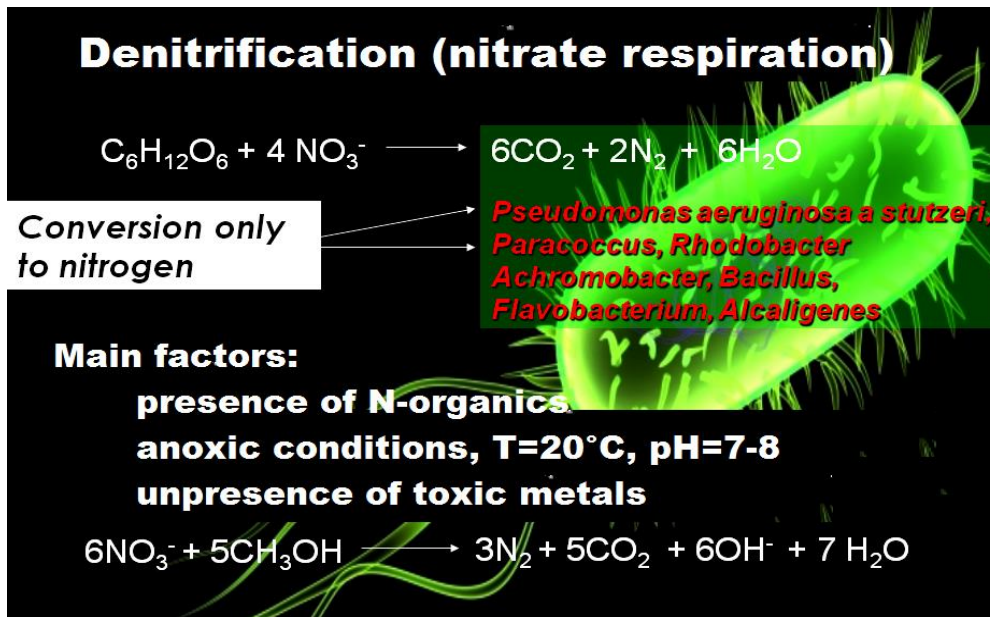 Denitrification (nitrate respiration)
C₆H₁₂O₆ + 4 NO₃⁻ → 6CO₂ + 2N₂ + 6H₂O
Conversion only
to nitrogen
Pseudomonas aeruginosa a stutzeri,
Paracoccus, Rhodobacter
Achromobacter, Bacillus,
Flavobacterium, Alcaligenes
Main factors:
presence of N-organics
anoxic conditions, T=20°C, pH=7-8
unpresence of toxic metals
6NO₃⁻ + 5CH₃OH → 3N₂ + 5CO₂ + 6OH⁻ + 7 H₂O